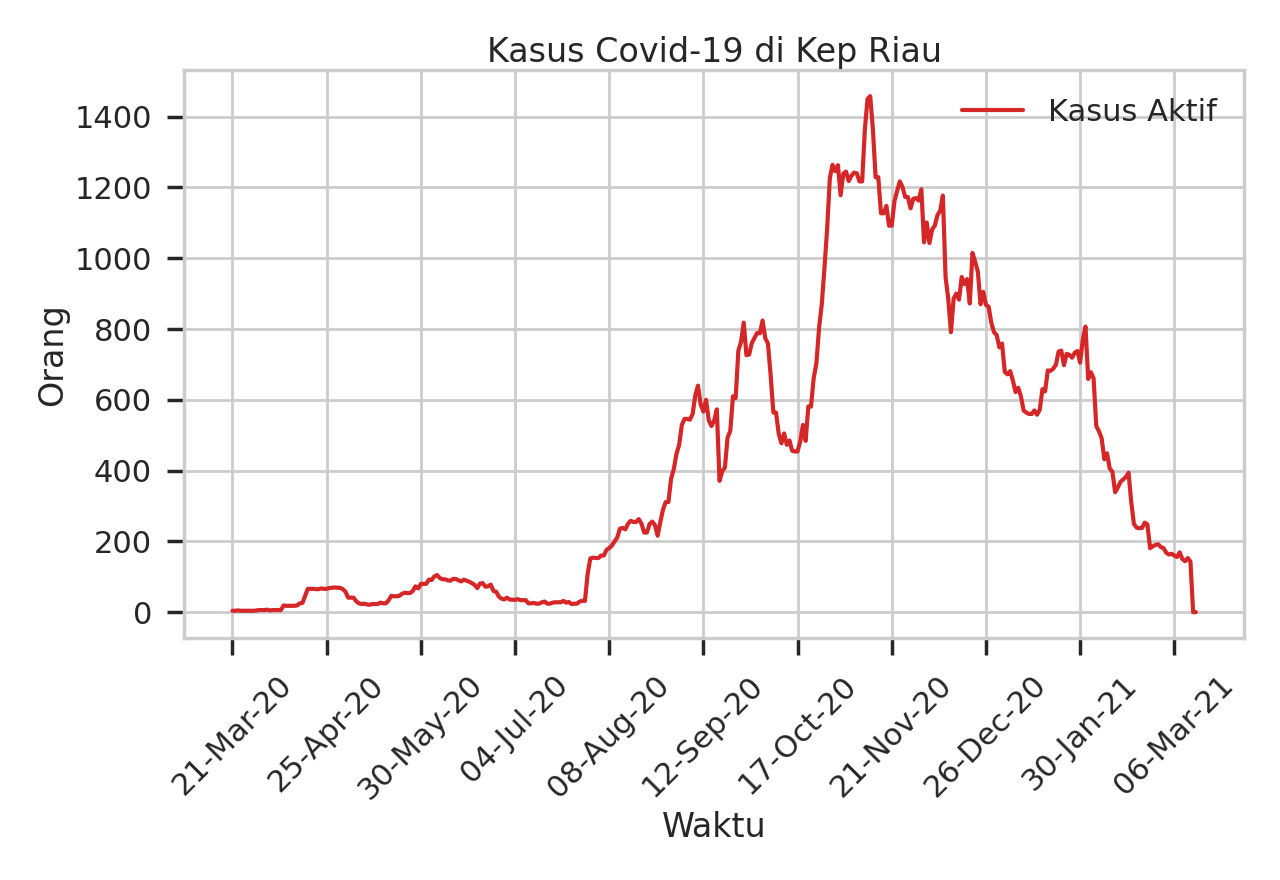 Kasus Covid-19 di Kep Riau
Kasus Aktif
1400
1200
1000
800
600
400
200
0
Orang
21-Mar-20
25-Apr-20
30-May-20
04-Jul-20
08-Aug-20
12-Sep-20
17-Oct-20
21-Nov-20
26-Dec-20
30-Jan-21
06-Mar-21
Waktu